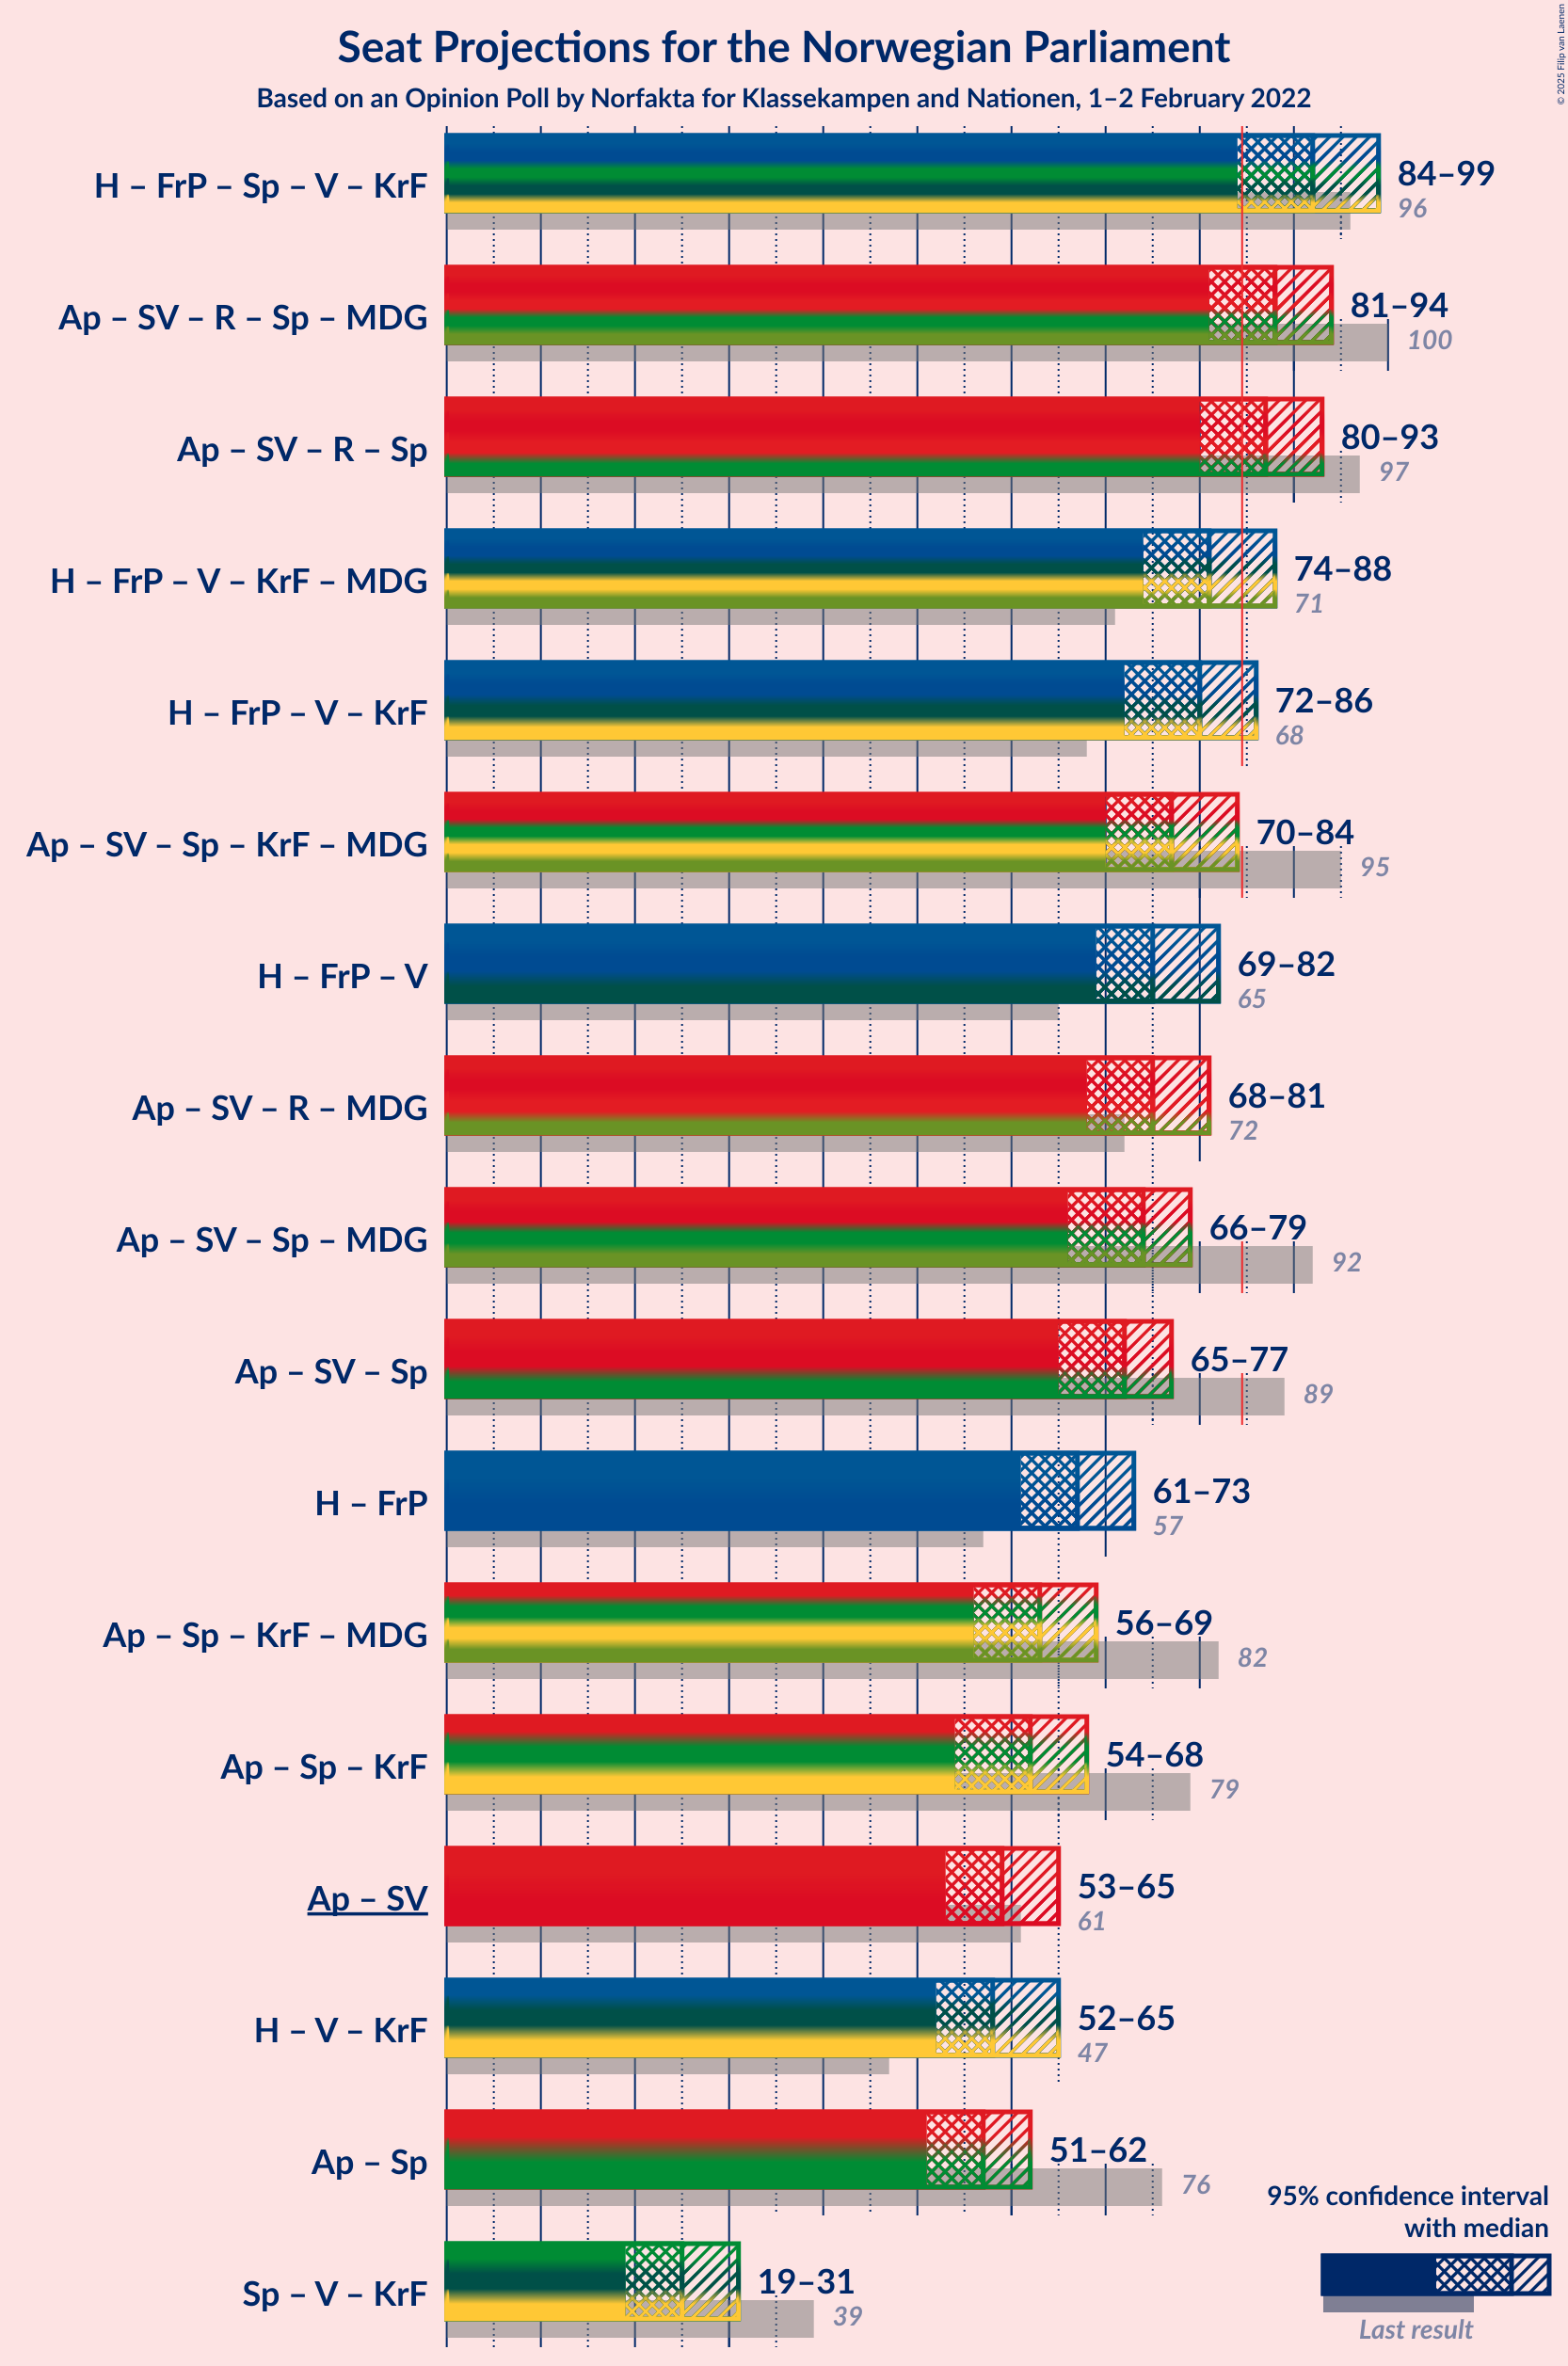 Seat Projections for the Norwegian Parliament
Based on an Opinion Poll by Norfakta for Klassekampen and Nationen, 1–2 February 2022
© 2025 Filip van Laenen
H – FrP – Sp – V – KrF
84–99
96
Ap – SV – R – Sp – MDG
81–94
100
Ap – SV – R – Sp
80–93
97
H – FrP – V – KrF – MDG
74–88
71
H – FrP – V – KrF
72–86
68
Ap – SV – Sp – KrF – MDG
70–84
95
H – FrP – V
69–82
65
Ap – SV – R – MDG
68–81
72
Ap – SV – Sp – MDG
66–79
92
Ap – SV – Sp
65–77
89
H – FrP
61–73
57
Ap – Sp – KrF – MDG
56–69
82
Ap – Sp – KrF
54–68
79
Ap – SV
53–65
61
H – V – KrF
52–65
47
Ap – Sp
51–62
76
Sp – V – KrF
19–31
39
95% confidence interval
with median
Last result